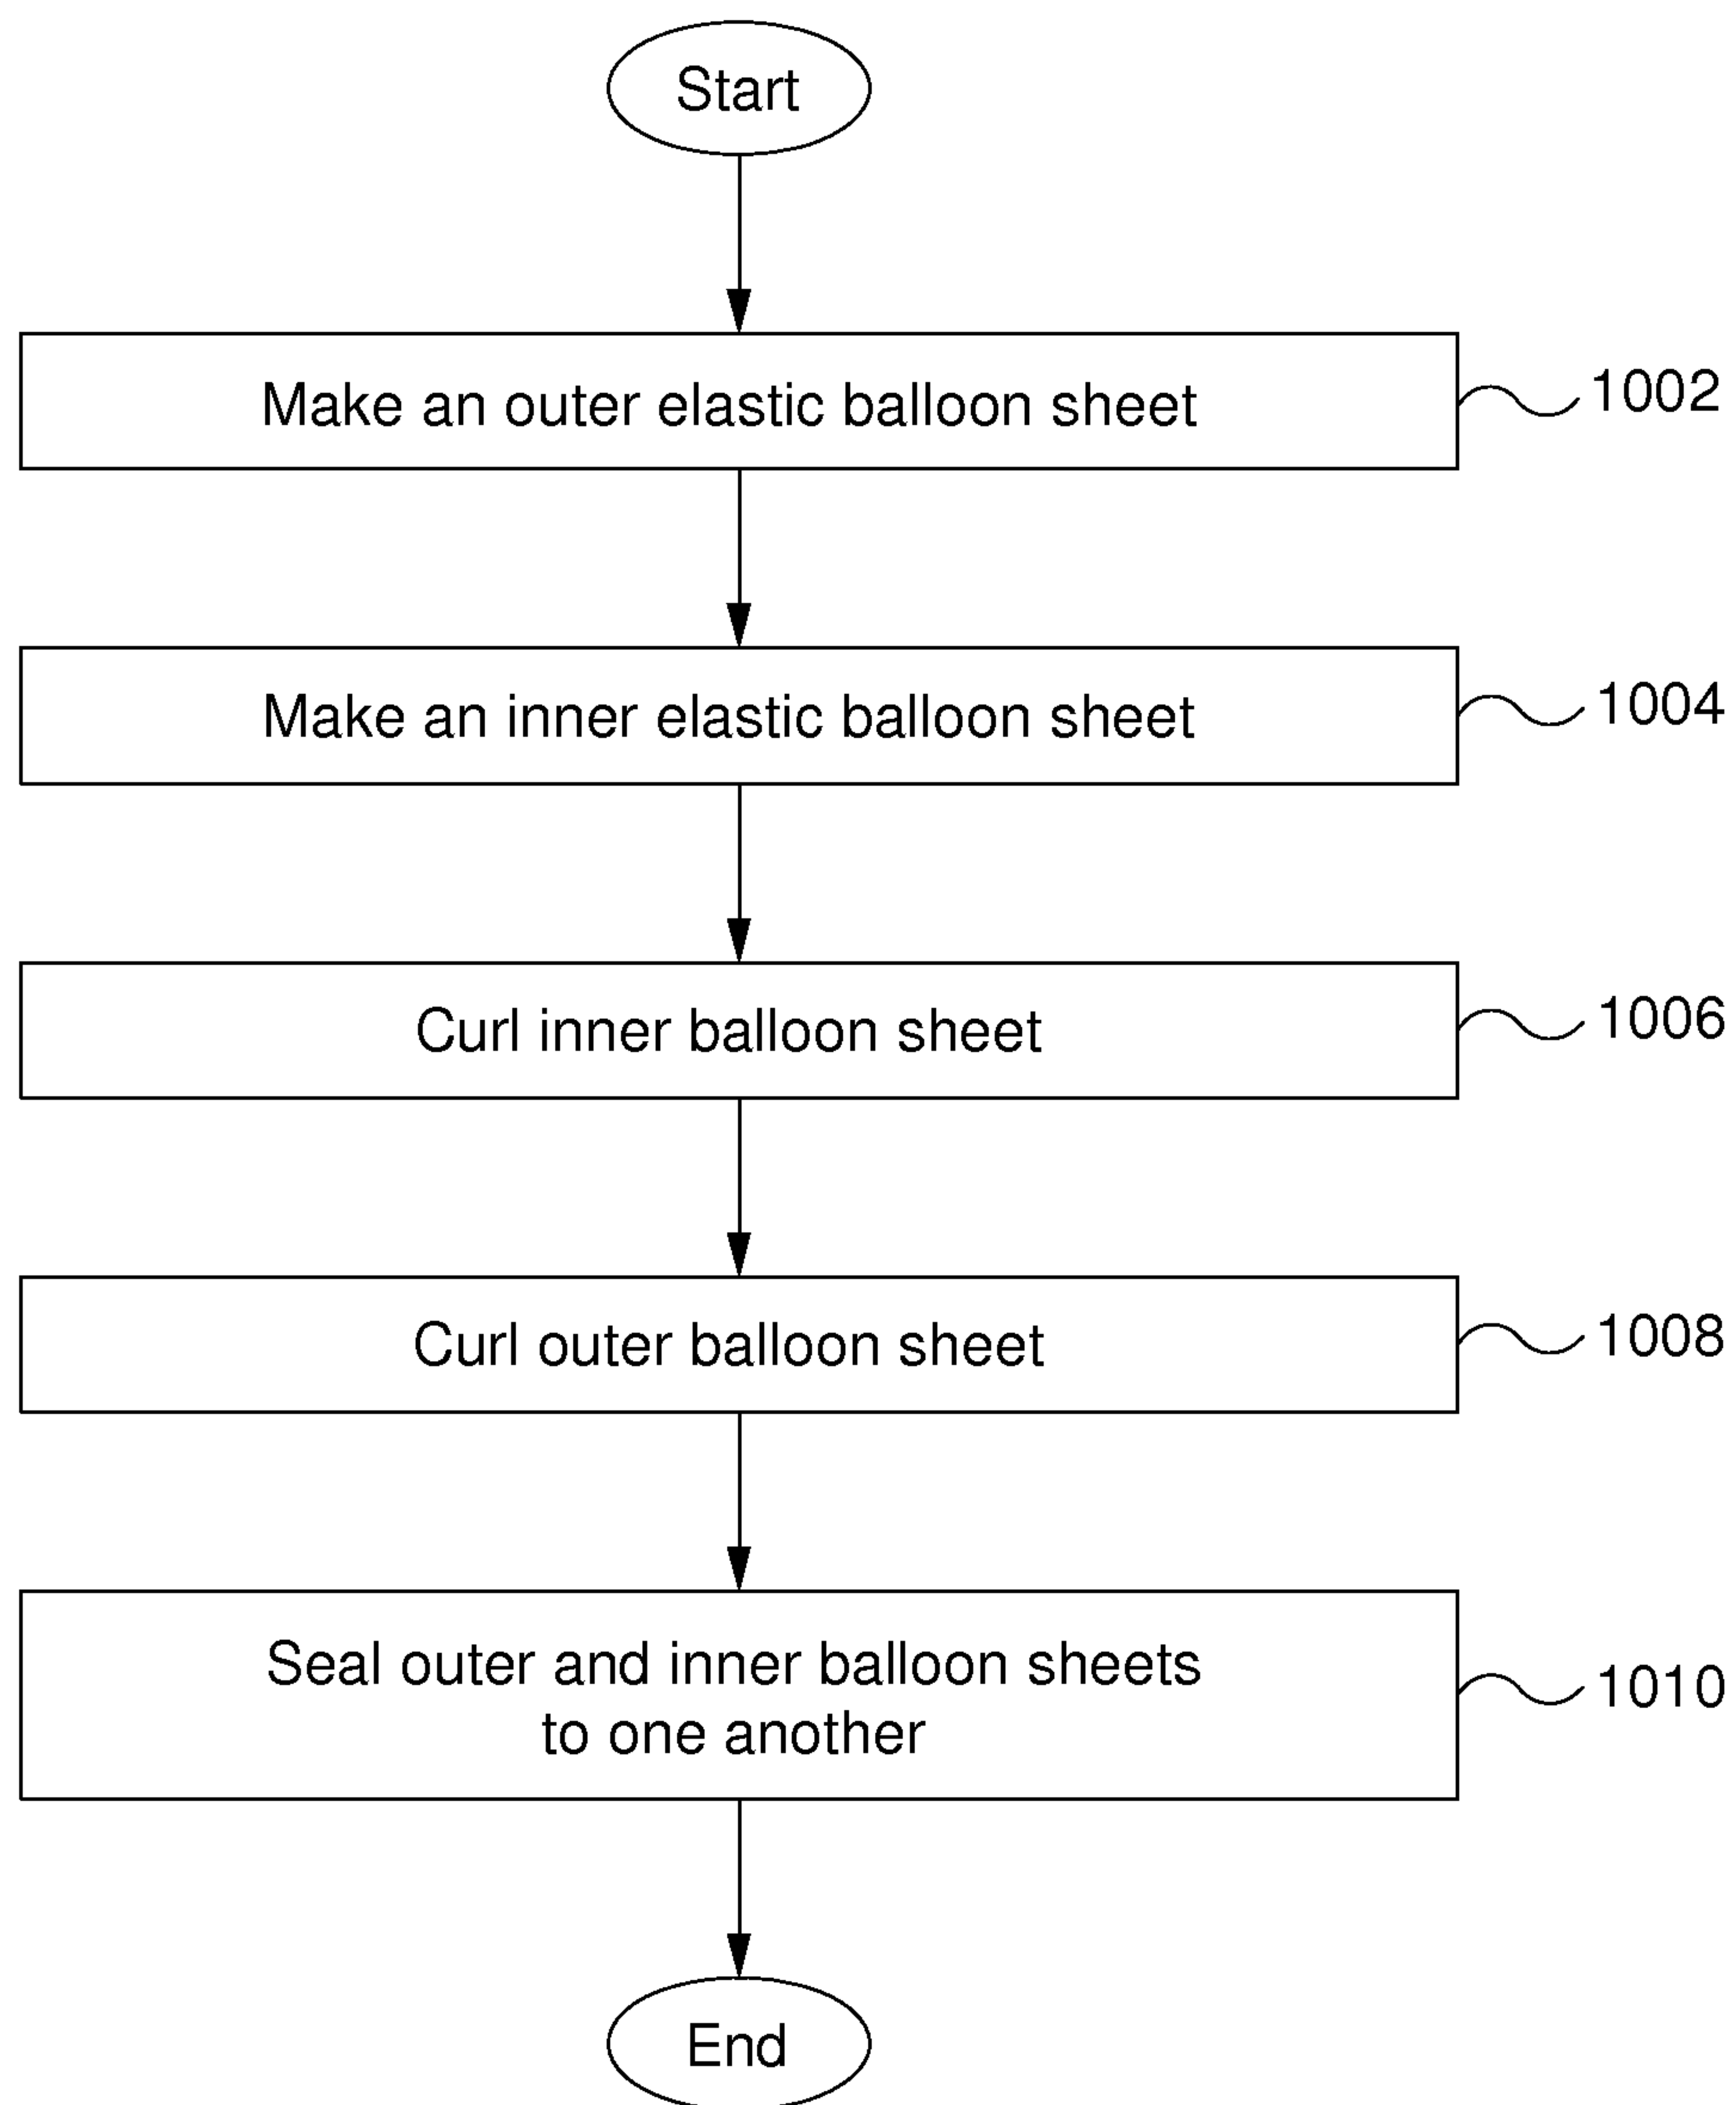 Start
Make an outer elastic balloon sheet
1002
Make an inner elastic balloon sheet
1004
Curl inner balloon sheet
1006
Curl outer balloon sheet
1008
Seal outer and inner balloon sheets
to one another
1010
End